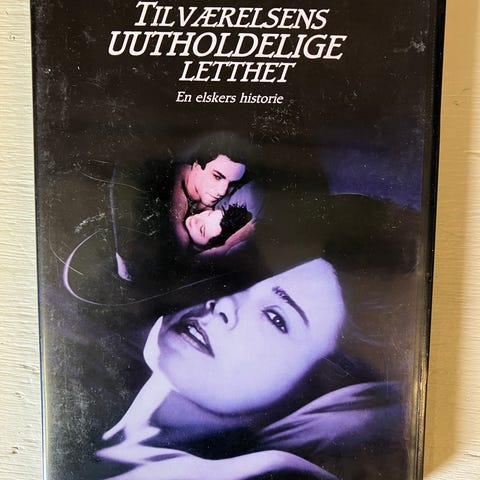 TILVÆRELSENS
UUTHOLDELIGE
LETTHET
En elskers historie